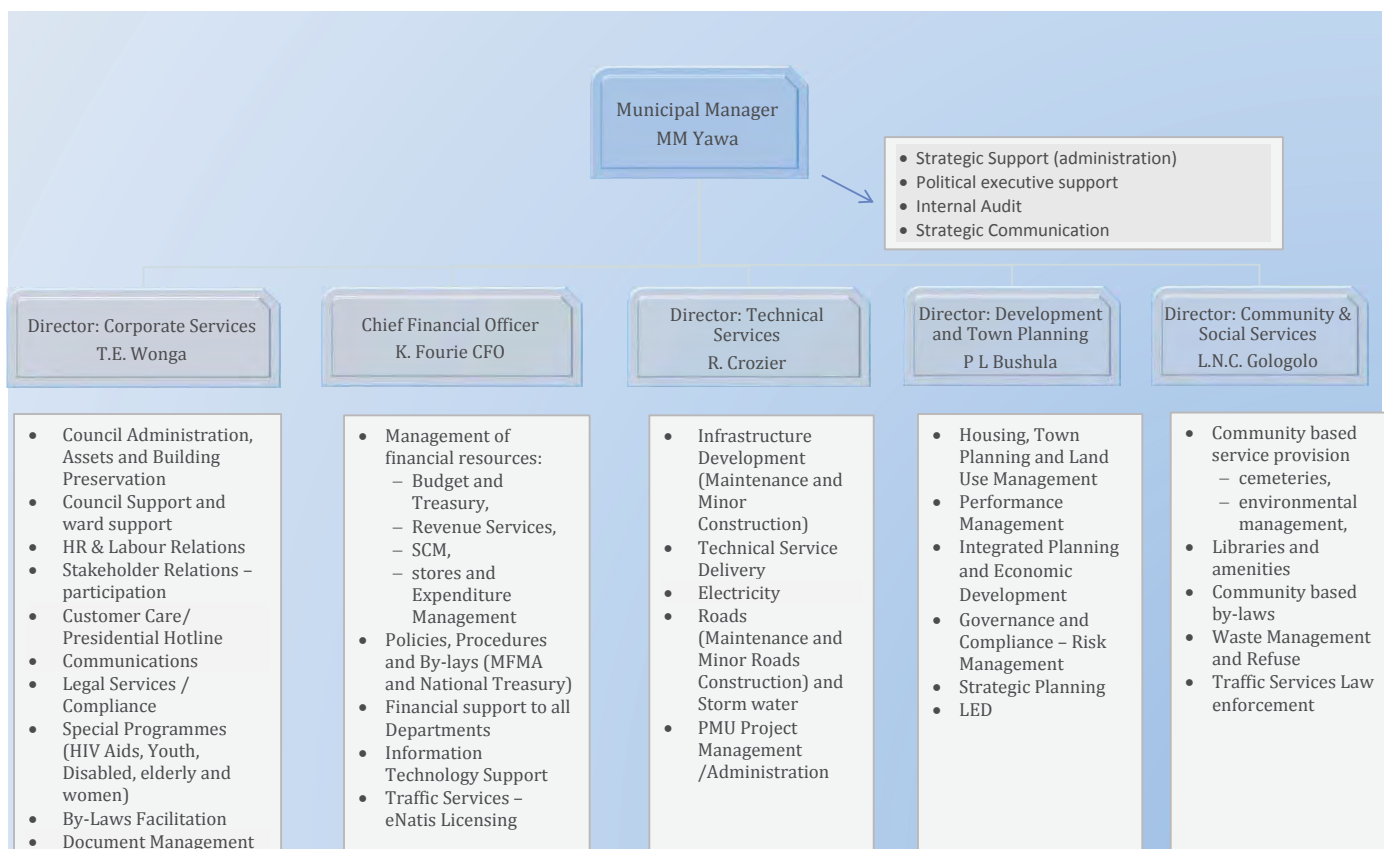 Municipal Manager
MM Yawa
• Strategic Support (administration)
• Political executive support
• Internal Audit
• Strategic Communication
Director: Corporate Services
T.E. Wonga
Chief Financial Officer
K. Fourie CFO
Director: Technical
Services
R. Crozier
Director: Development
and Town Planning
P L Bushula
Director: Community &
Social Services
L.N.C. Gologolo
• Council Administration,
Assets and Building
Preservation
• Council Support and
ward support
• HR & Labour Relations
• Stakeholder Relations –
participation
• Customer Care/
Presidential Hotline
• Communications
• Legal Services /
Compliance
• Special Programmes
(HIV Aids, Youth,
Disabled, elderly and
women)
• By-Laws Facilitation
• Document Management
• Management of
financial resources:
– Budget and
Treasury,
– Revenue Services,
– SCM,
– stores and
Expenditure
Management
• Policies, Procedures
and By-lays (MFMA
and National Treasury)
• Financial support to all
Departments
• Information
Technology Support
• Traffic Services –
eNatis Licensing
• Infrastructure
Development
(Maintenance and
Minor
Construction)
• Technical Service
Delivery
• Electricity
• Roads
(Maintenance and
Minor Roads
Construction) and
Storm water
• PMU Project
Management
/Administration
• Housing, Town
Planning and Land
Use Management
• Performance
Management
• Integrated Planning
and Economic
Development
• Governance and
Compliance – Risk
Management
• Strategic Planning
• LED
• Community based
service provision
– cemeteries,
– environmental
management,
• Libraries and
amenities
• Community based
by-laws
• Waste Management
and Refuse
• Traffic Services Law
enforcement